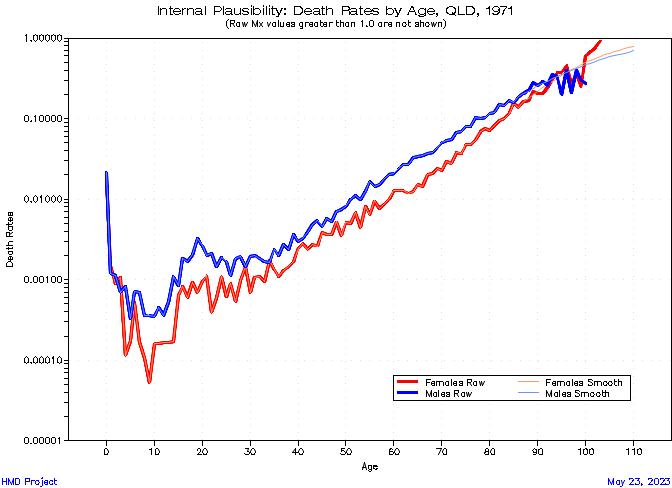 Internal Plausibility: Death Rates by Age, QLD, 1971
(Raw Mx values greater than 1.0 are not shown)
1.00000
0.10000
0.01000
0.00100
0.00010
0.00001
Death Rates
0 10 20 30 40 50 60 70 80 90 100 110
Age
Females Raw Females Smooth
Males Raw Males Smooth
HMD Project May 23, 2023